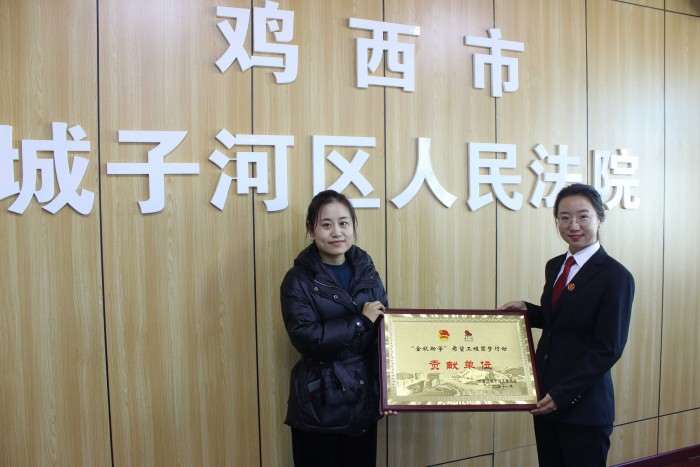 鸡西市
城子河区人民法院
“金秋助学”希望工程圆梦行动
贡献单位